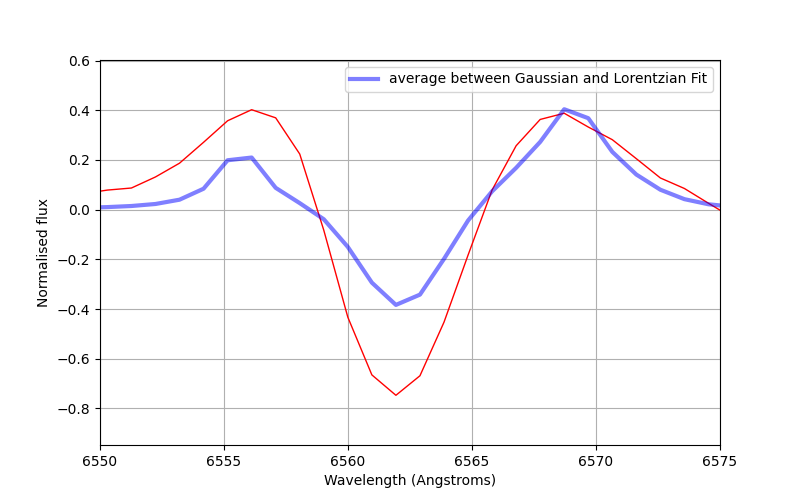 average between Gaussian and Lorentzian Fit
0.6
0.4
0.2
0.0
−0.2
−0.4
−0.6
−0.8
Normalised flux
6550 6555 6560 6565 6570 6575
Wavelength (Angstroms)